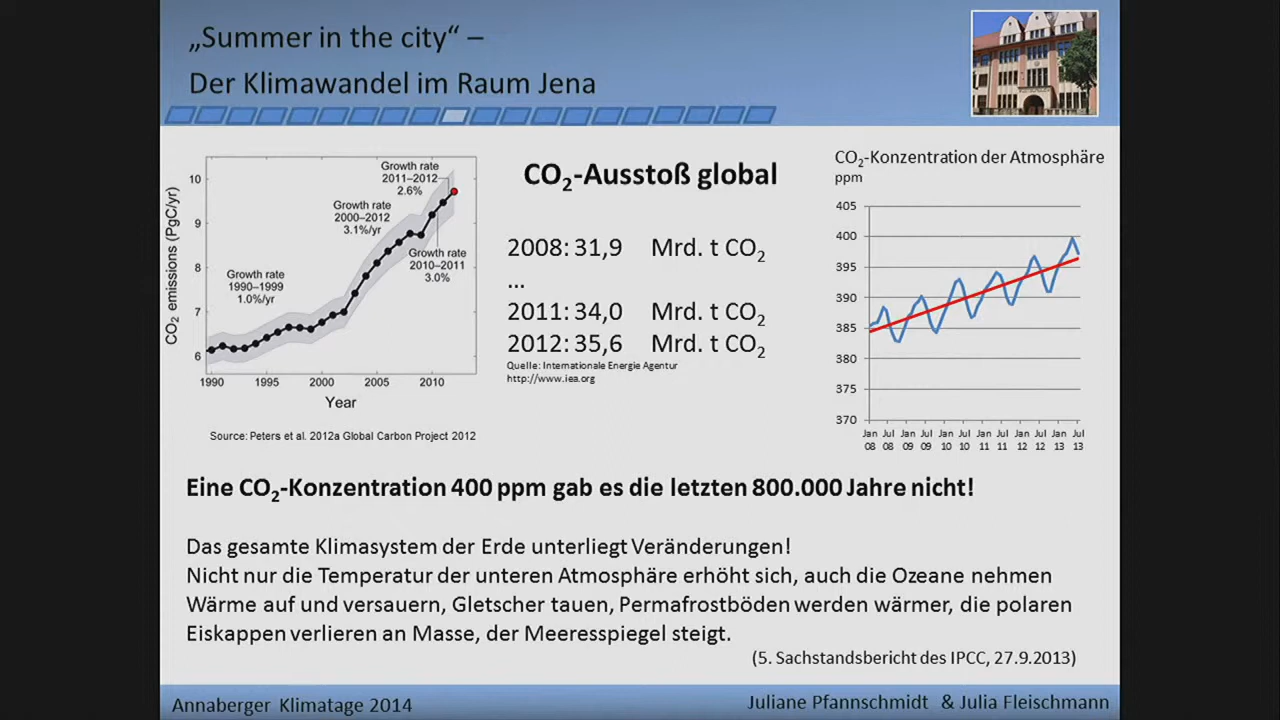 „Summer in the city“ –
Der Klimawandel im Raum Jena
CO2 emissions (PgC/yr)
10
9
8
7
6
1990
1995
2000
2005
2010
Year
Growth rate
1990–1999
1.0%/yr
Growth rate
2000–2012
3.1%/yr
Growth rate
2011–2012
2.6%
Growth rate
2010–2011
3.0%
Source: Peters et al. 2012a Global Carbon Project 2012
CO2-Ausstoß global
2008: 31,9 Mrd. t CO2
...
2011: 34,0 Mrd. t CO2
2012: 35,6 Mrd. t CO2
Quelle: Internationale Energie Agentur
http://www.iea.org
CO2-Konzentration der Atmosphäre
ppm
405
400
395
390
385
380
375
370
Jan Jul Jan Jul Jan Jul Jan Jul Jan Jul Jan Jul
08 08 09 09 10 10 11 11 12 12 13 13
Eine CO2-Konzentration 400 ppm gab es die letzten 800.000 Jahre nicht!
Das gesamte Klimasystem der Erde unterliegt Veränderungen!
Nicht nur die Temperatur der unteren Atmosphäre erhöht sich, auch die Ozeane nehmen
Wärme auf und versauern, Gletscher tauen, Permafrostböden werden wärmer, die polaren
Eiskappen verlieren an Masse, der Meeresspiegel steigt.
(5. Sachstandsbericht des IPCC, 27.9.2013)
Annaberger Klimatage 2014
Juliane Pfannschmidt & Julia Fleischmann